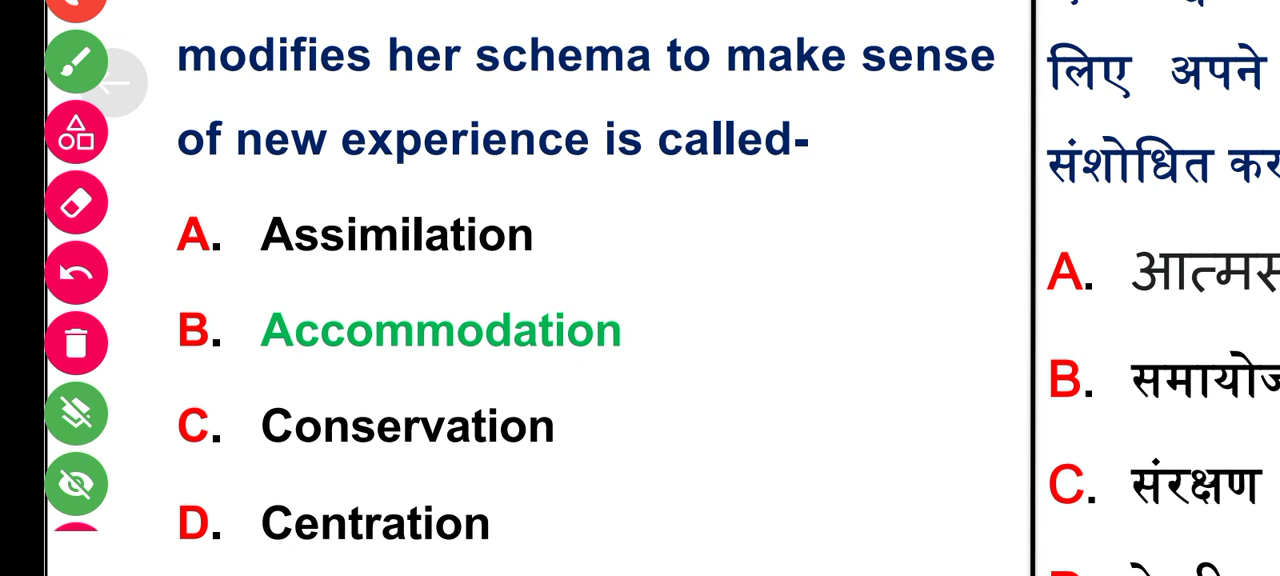 modifies her schema to make sense
of new experience is called-
A. Assimilation
B. Accommodation
C. Conservation
D. Centration
लिए अपने
संशोधित
A.
B.
C. संरक्षण